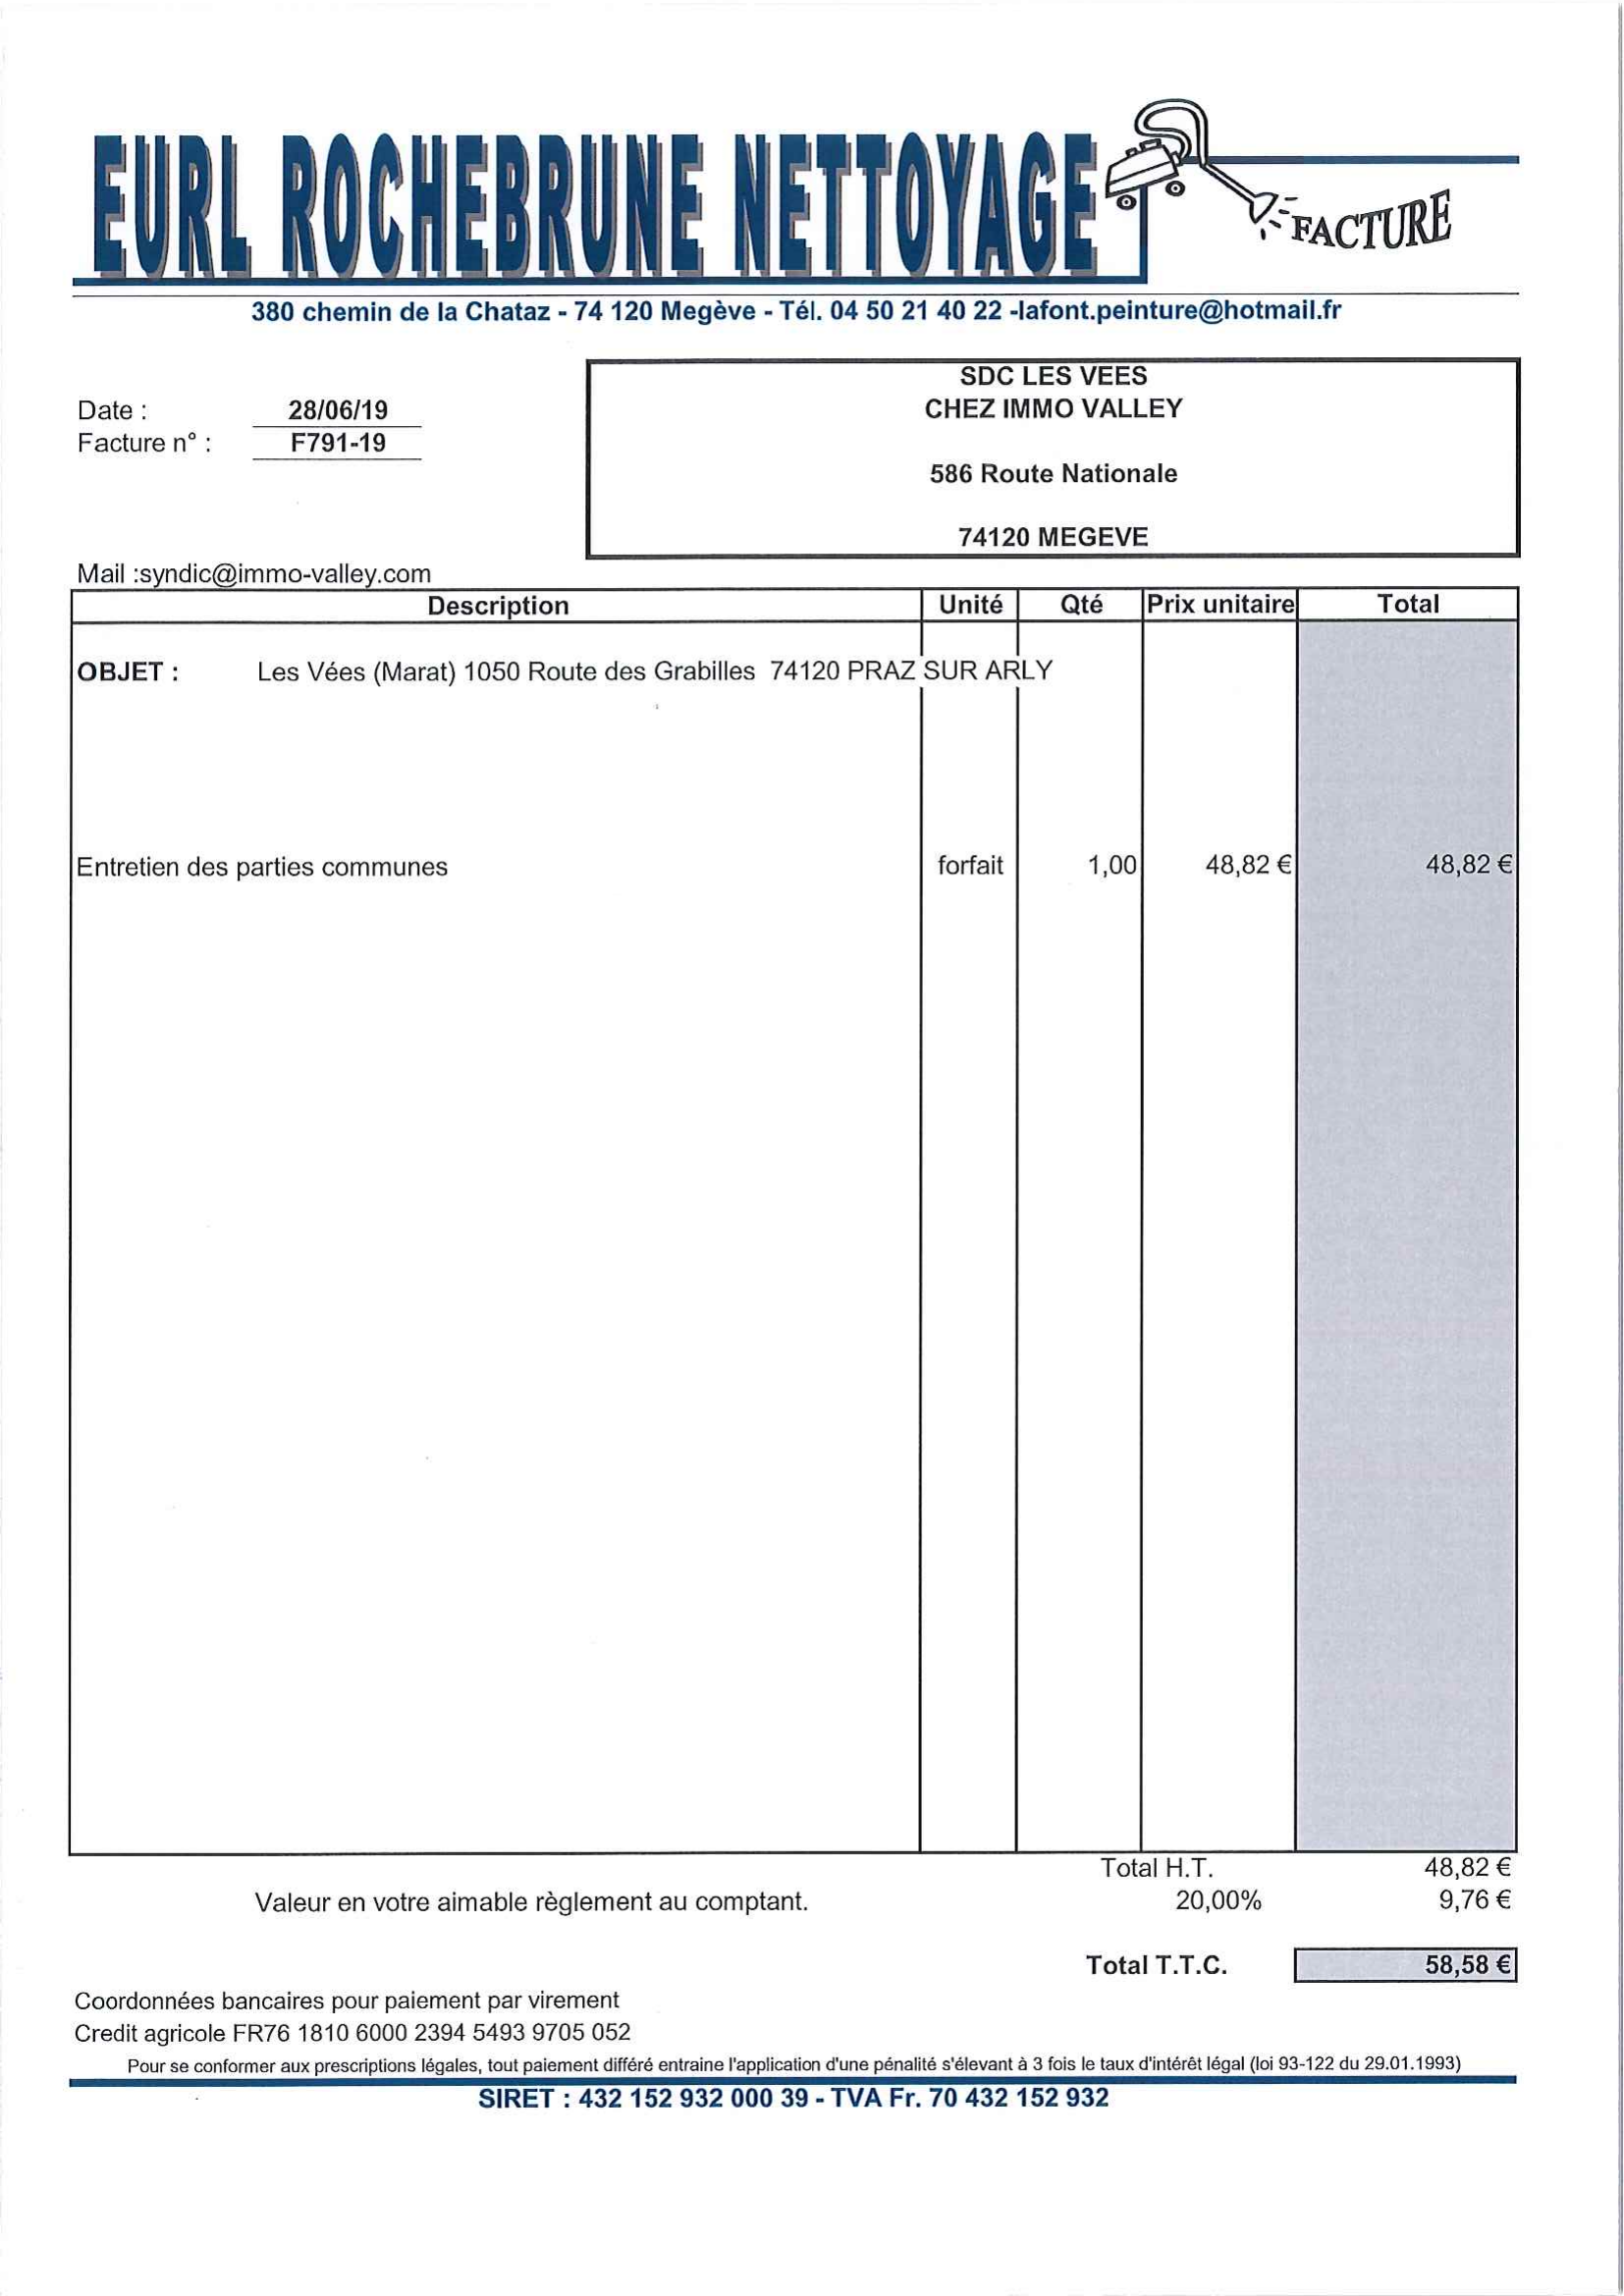 EURL ROCHEBRUNE NETTOYAGE
FACTURE
380 chemin de la Chataz - 74 120 Megève - Tél. 04 50 21 40 22 -lafont.peinture@hotmail.fr
SDC LES VEES
Date : 28/06/19 CHEZ IMMO VALLEY
Facture n° : F791-19
586 Route Nationale
74120 MEGEVE
Mail :syndic@immo-valley.com
Description Unité Qté Prix unitaire Total
OBJET : Les Vées (Marat) 1050 Route des Grabilles 74120 PRAZ SUR ARLY
Entretien des parties communes forfait 1,00 48,82 € 48,82 €
Total H.T. 48,82 €
Valeur en votre aimable règlement au comptant. 20,00% 9,76 €
Total T.T.C. 58,58 €
Coordonnées bancaires pour paiement par virement
Credit agricole FR76 1810 6000 2394 5493 9705 052
Pour se conformer aux prescriptions légales, tout paiement différé entraine l'application d'une pénalité s'élevant à 3 fois le taux d'intérêt légal (loi 93-122 du 29.01.1993)
SIRET : 432 152 932 000 39 - TVA Fr. 70 432 152 932